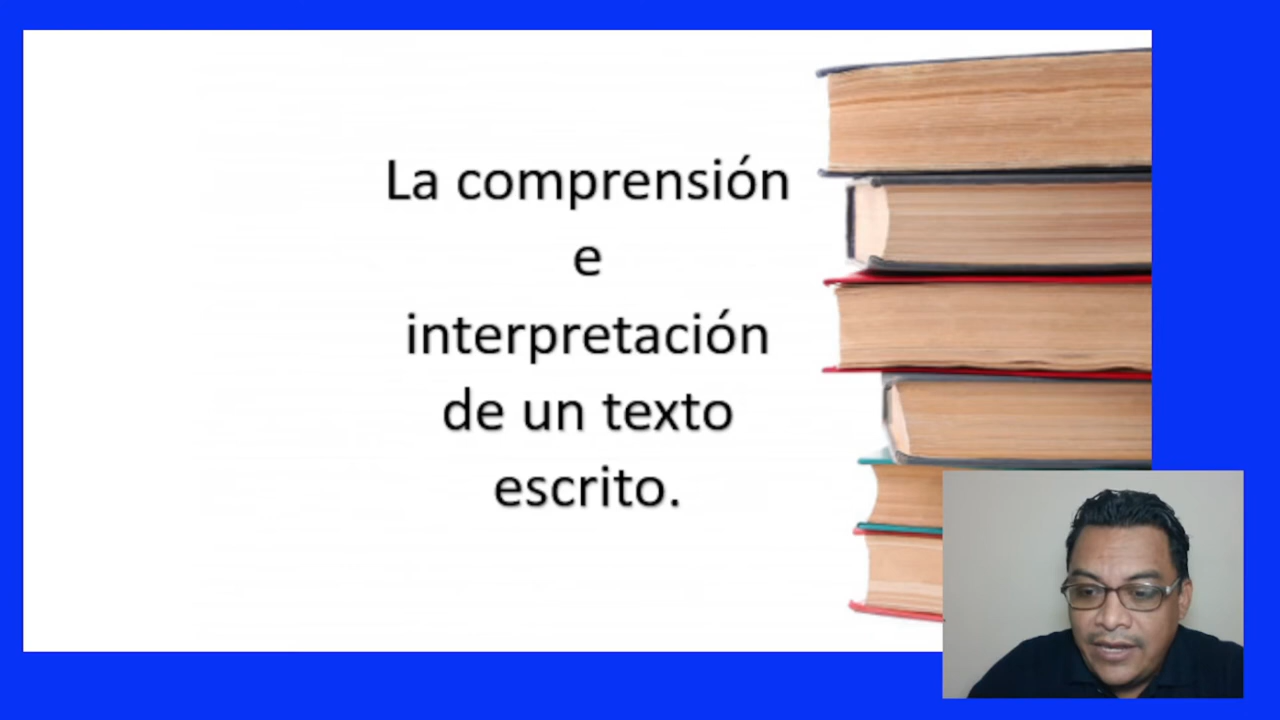 La comprensión
e
interpretación
de un texto
escrito.